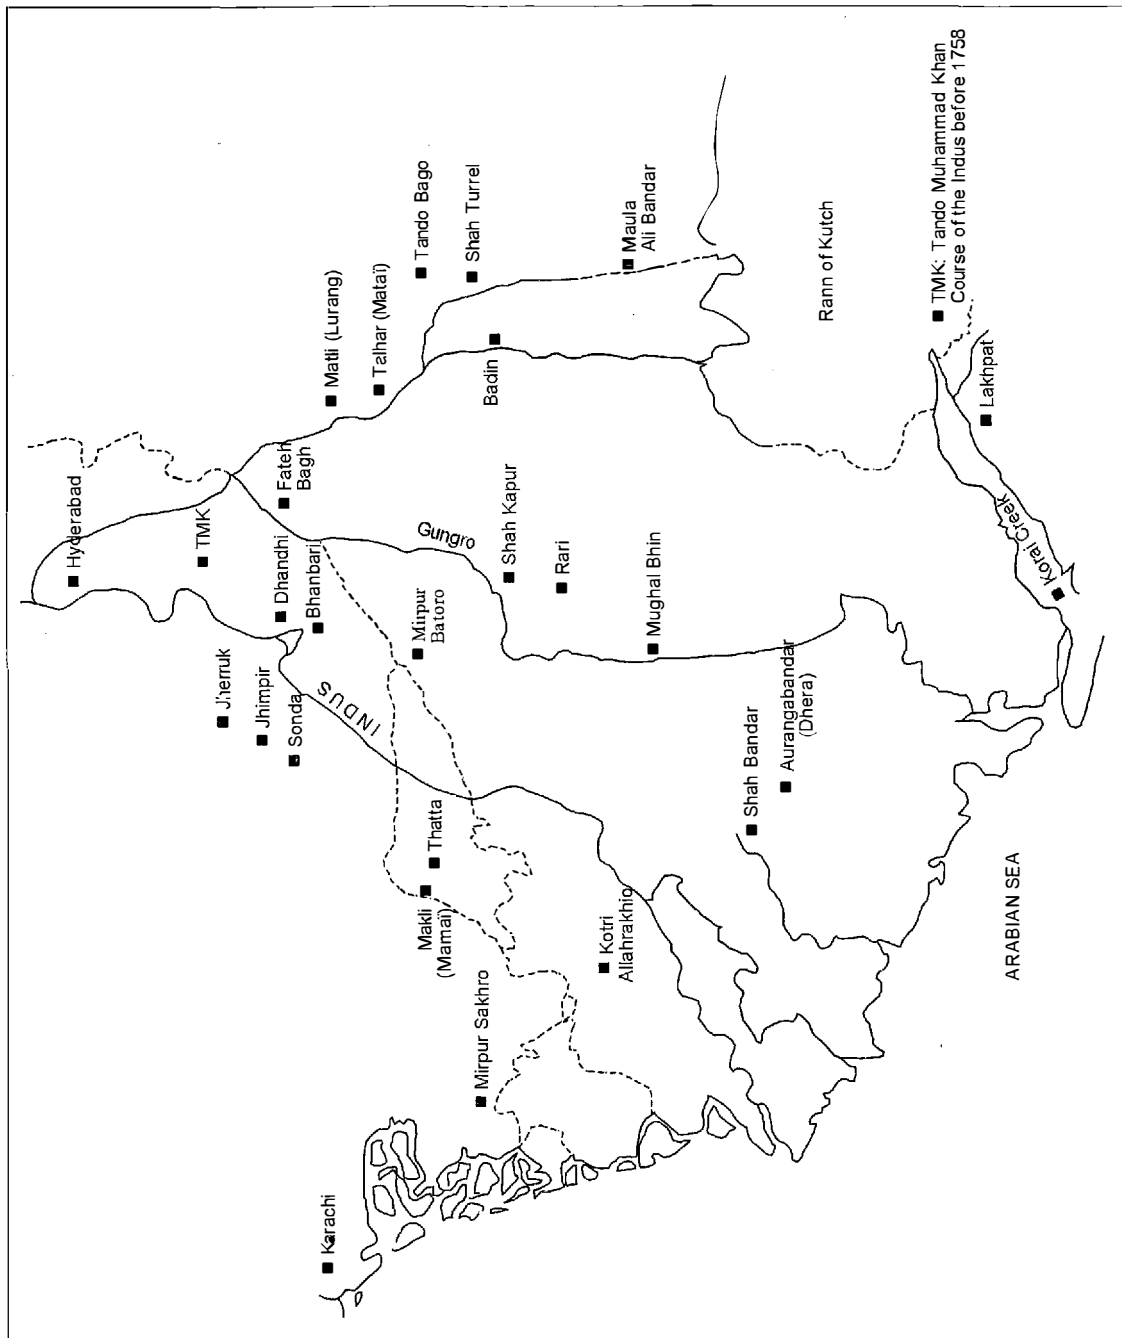 Hyderabad
TMK
Jherruk
Jhimpir
Sonda
Dhandhi
Bhanbari
Fateh
Bagh
Matli (Lurang)
Talhar (Mataï)
Tando Bago
Shah Turrel
Badin
Maula
Ali Bandar
INDUS
Gungro
Mirpur
Batoro
Shah Kapur
Rari
Mughal Bhin
Thatta
Makli
(Mamaï)
Mirpur Sakhro
Kotri
Allahrakhio
Karachi
Shah Bandar
Aurangabandar
(Dhera)
Rann of Kutch
Lakhpat
Korai Creek
ARABIAN SEA
TMK: Tando Muhammad Khan
Course of the Indus before 1758